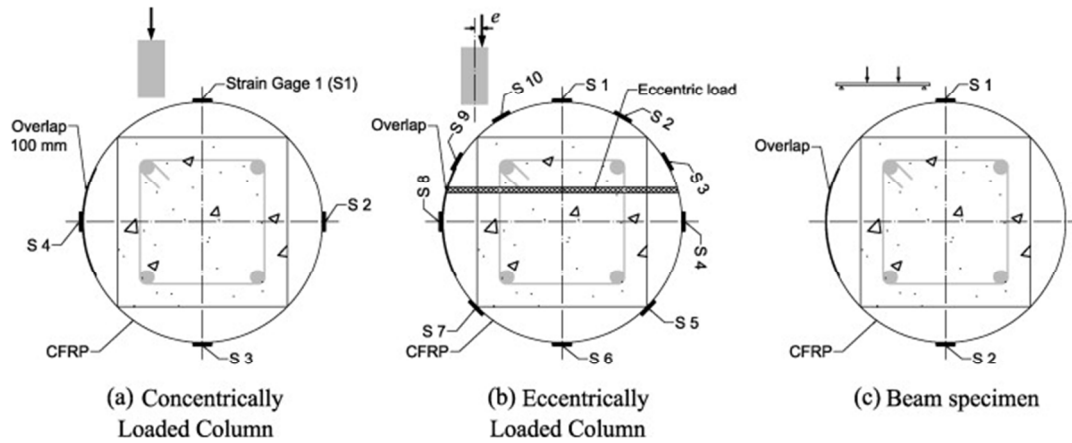 Strain Gage 1 (S1)
Overlap
100 mm
S 2
S 4
CFRP
S 3
(a) Concentrically
Loaded Column
e
S 10
S 1
Eccentric load
S 9
S 2
Overlap
S 3
S 8
S 4
S 7
S 5
CFRP
S 6
(b) Eccentrically
Loaded Column
S 1
Overlap
CFRP
S 2
(c) Beam specimen